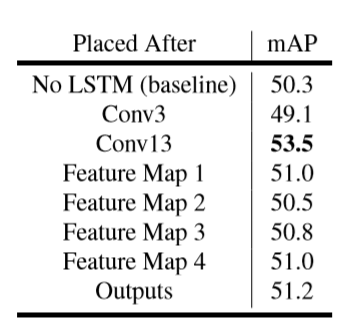 Placed After mAP
No LSTM (baseline) 50.3
Conv3 49.1
Conv13 53.5
Feature Map 1 51.0
Feature Map 2 50.5
Feature Map 3 50.8
Feature Map 4 51.0
Outputs 51.2